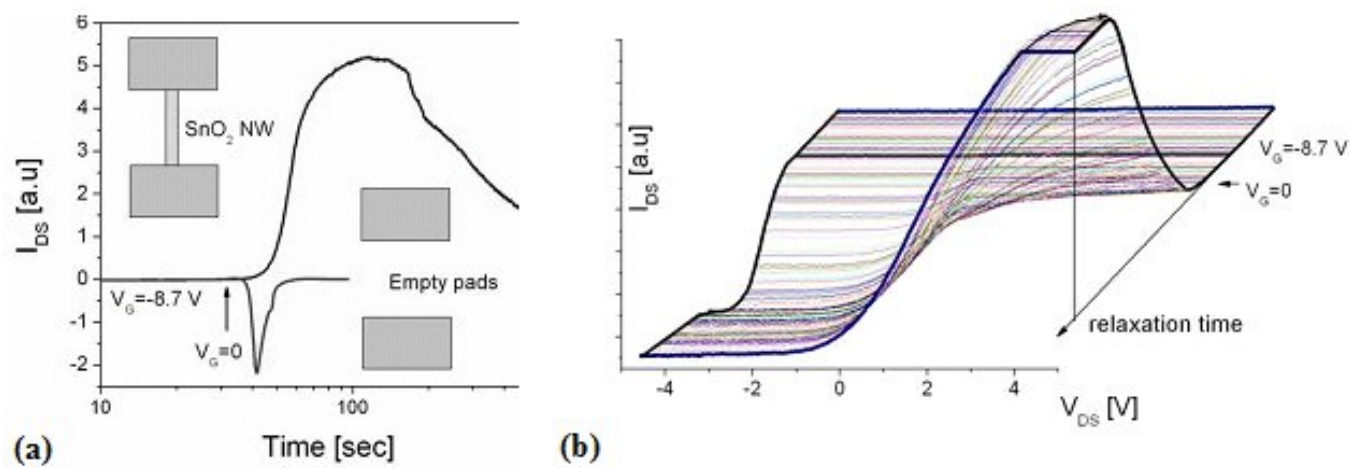 6
5
4
3
2
1
0
-1
-2
I_DS [a.u]
SnO₂ NW
V_G=-8.7 V
V_G=0
Empty pads
10
100
Time [sec]
(a)
I_DS [a.u]
V_G=-8.7 V
V_G=0
relaxation time
-4
-2
0
2
4
V_DS [V]
(b)